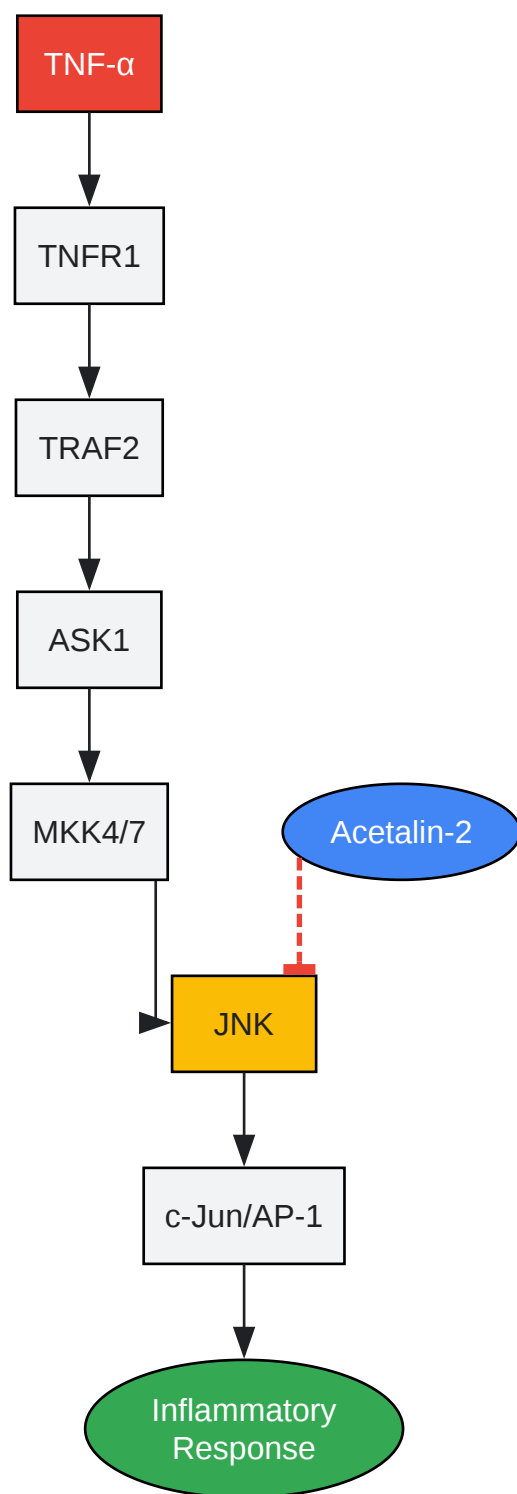 TNF-α
TNFR1
TRAF2
ASK1
MKK4/7
Acetalin-2
JNK
c-Jun/AP-1
Inflammatory
Response